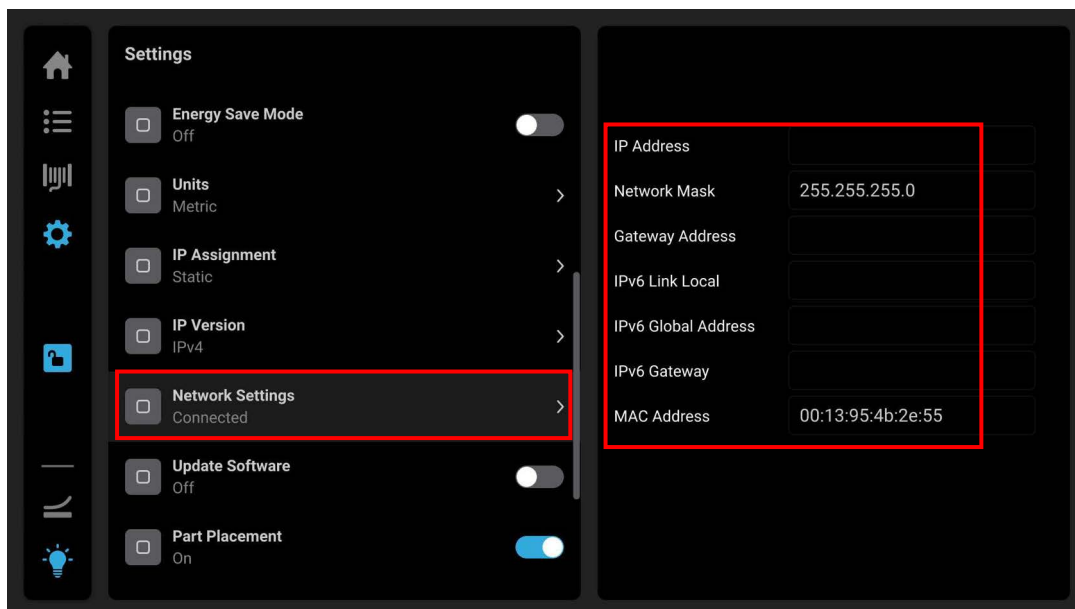 Settings
Energy Save Mode
Off
Units
Metric
IP Assignment
Static
IP Version
IPv4
Network Settings
Connected
Update Software
Off
Part Placement
On
IP Address
Network Mask 255.255.255.0
Gateway Address
IPv6 Link Local
IPv6 Global Address
IPv6 Gateway
MAC Address 00:13:95:4b:2e:55